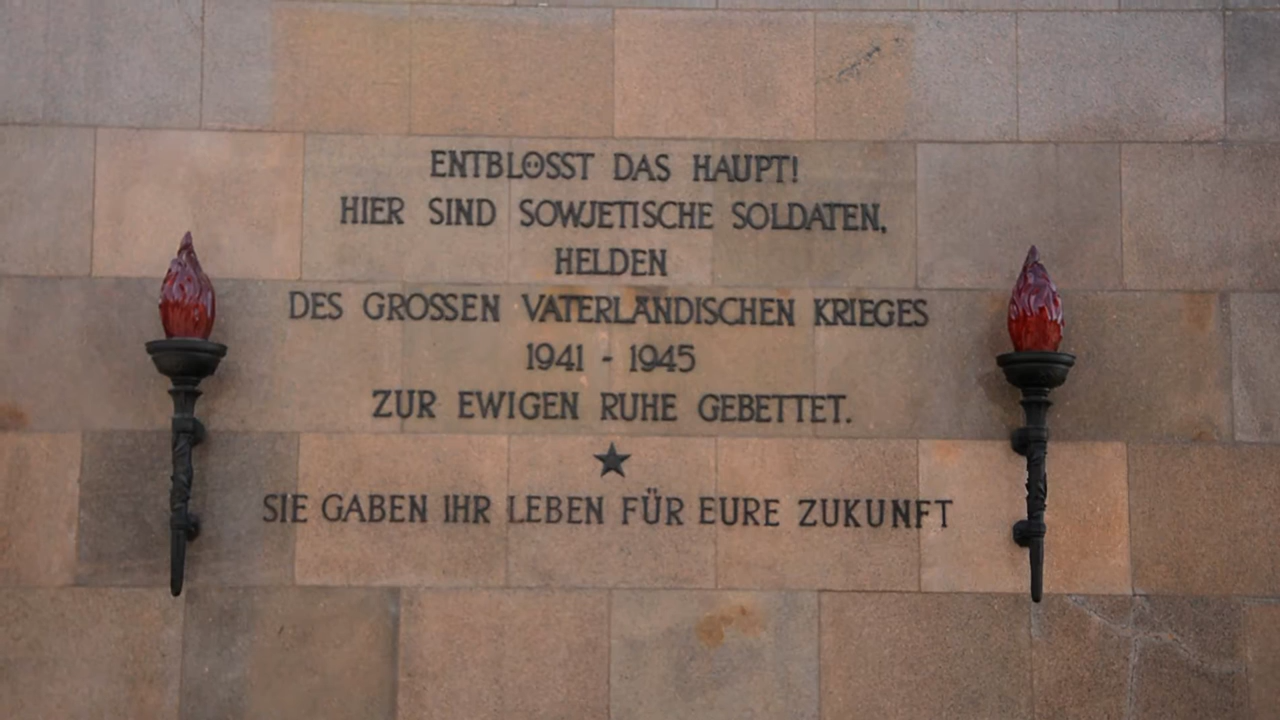 ENTBLÖSST DAS HAUPT!
HIER SIND SOWJETISCHE SOLDATEN,
HELDEN
DES GROSSEN VATERLÄNDISCHEN KRIEGES
1941 - 1945
ZUR EWIGEN RUHE GEBETTET.
SIE GABEN IHR LEBEN FÜR EURE ZUKUNFT